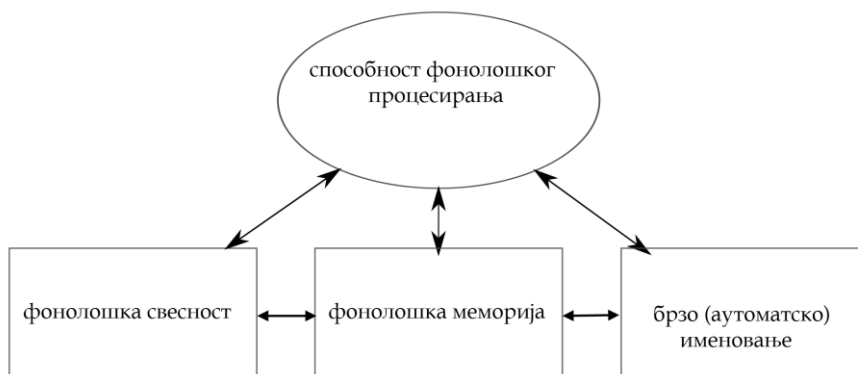 способност фонолошког
процесирања
фонолошка свесност
фонолошка меморија
брзо (аутоматско)
именовање